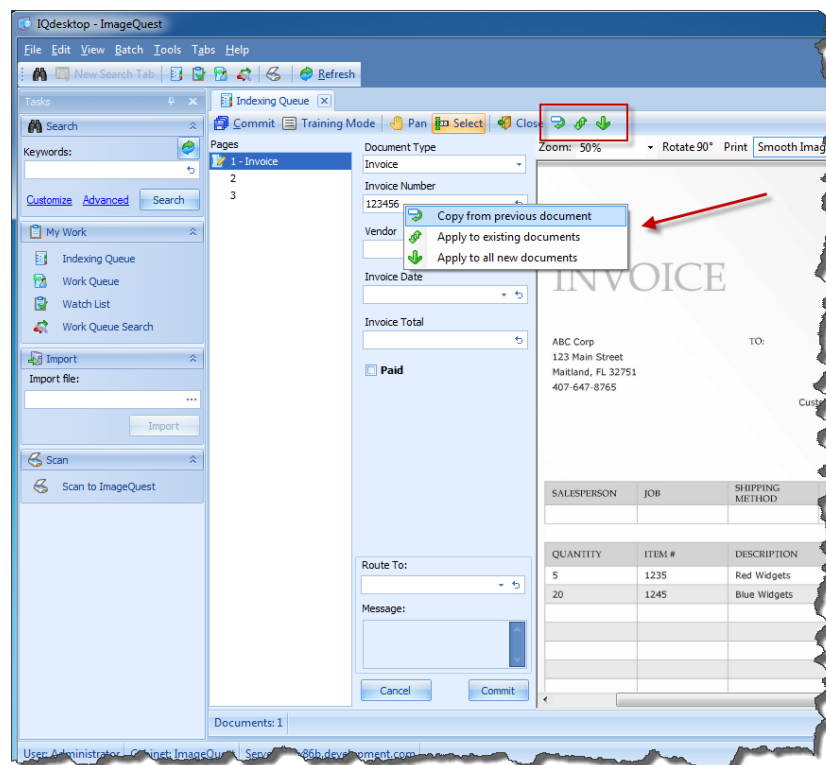 IQdesktop - ImageQuest
File Edit View Batch Tools Tabs Help
New Search Tab Refresh
Tasks
Indexing Queue
Search
Keywords:
Customize Advanced Search
My Work
Indexing Queue
Work Queue
Watch List
Work Queue Search
Import
Import file:
Import
Scan
Scan to ImageQuest
Commit Training Mode Pan Select Close
Pages
1 - Invoice
2
3
Document Type
Invoice
Invoice Number
123456
Copy from previous document
Apply to existing documents
Apply to all new documents
Vendor
Invoice Date
Invoice Total
Paid
Route To:
Message:
Cancel Commit
Zoom: 50% Rotate 90° Print Smooth Imag
INVOICE
ABC Corp TO:
123 Main Street
Maitland, FL 32751
407-647-8765
Cust
SALESPERSON JOB SHIPPING METHOD
QUANTITY ITEM # DESCRIPTION
5 1235 Red Widgets
20 1245 Blue Widgets
Documents: 1
User: Administrator Cabinet: ImageQuest